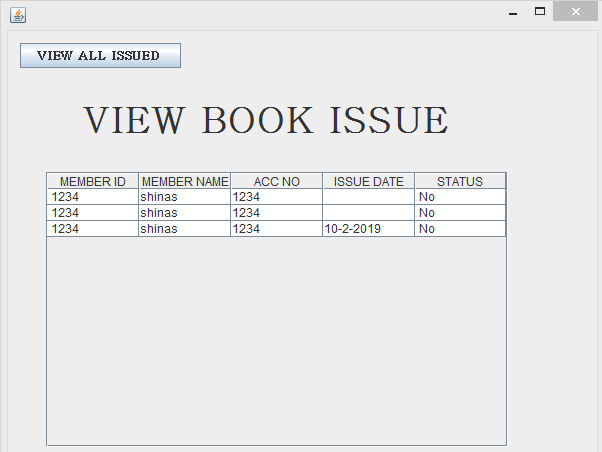 VIEW ALL ISSUED
VIEW BOOK ISSUE
MEMBER ID MEMBER NAME ACC NO ISSUE DATE STATUS
1234 shinas 1234 No
1234 shinas 1234 No
1234 shinas 1234 10-2-2019 No